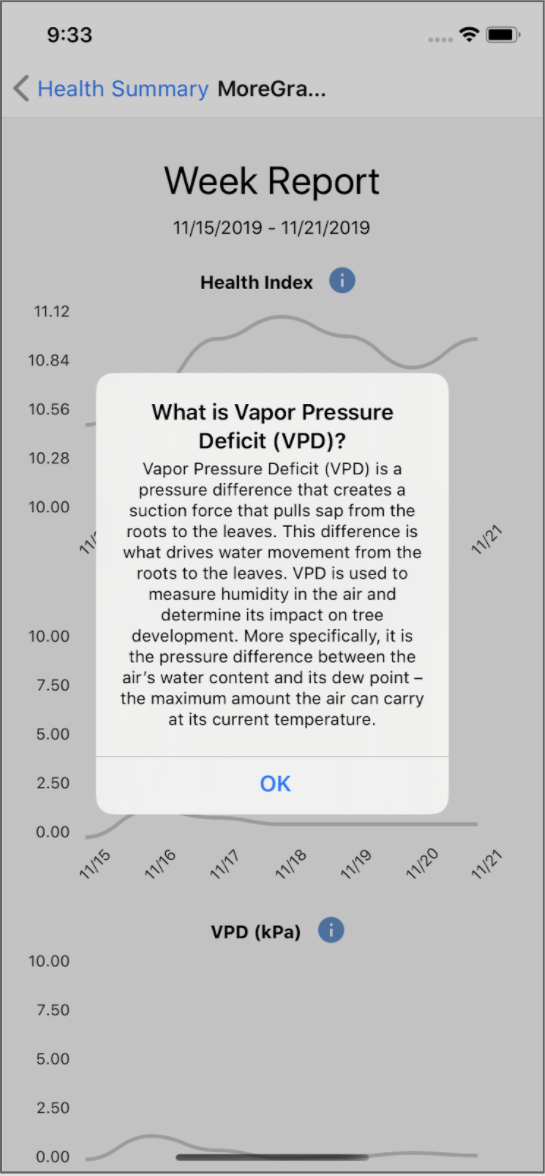 9:33
Health Summary MoreGra...
Week Report
11/15/2019 - 11/21/2019
Health Index i
11.12
10.84
10.56
10.28
10.00
11/21
What is Vapor Pressure
Deficit (VPD)?
Vapor Pressure Deficit (VPD) is a
pressure difference that creates a
suction force that pulls sap from the
roots to the leaves. This difference is
what drives water movement from the
roots to the leaves. VPD is used to
measure humidity in the air and
determine its impact on tree
development. More specifically, it is
the pressure difference between the
air’s water content and its dew point –
the maximum amount the air can carry
at its current temperature.
OK
10.00
7.50
5.00
2.50
0.00
11/15
11/16
11/17
11/18
11/19
11/20
11/21
VPD (kPa) i
10.00
7.50
5.00
2.50
0.00